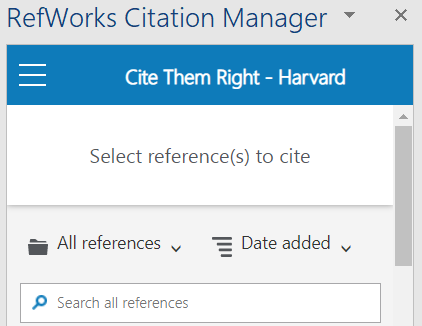 RefWorks Citation Manager
Cite Them Right - Harvard
Select reference(s) to cite
All references Date added
Search all references